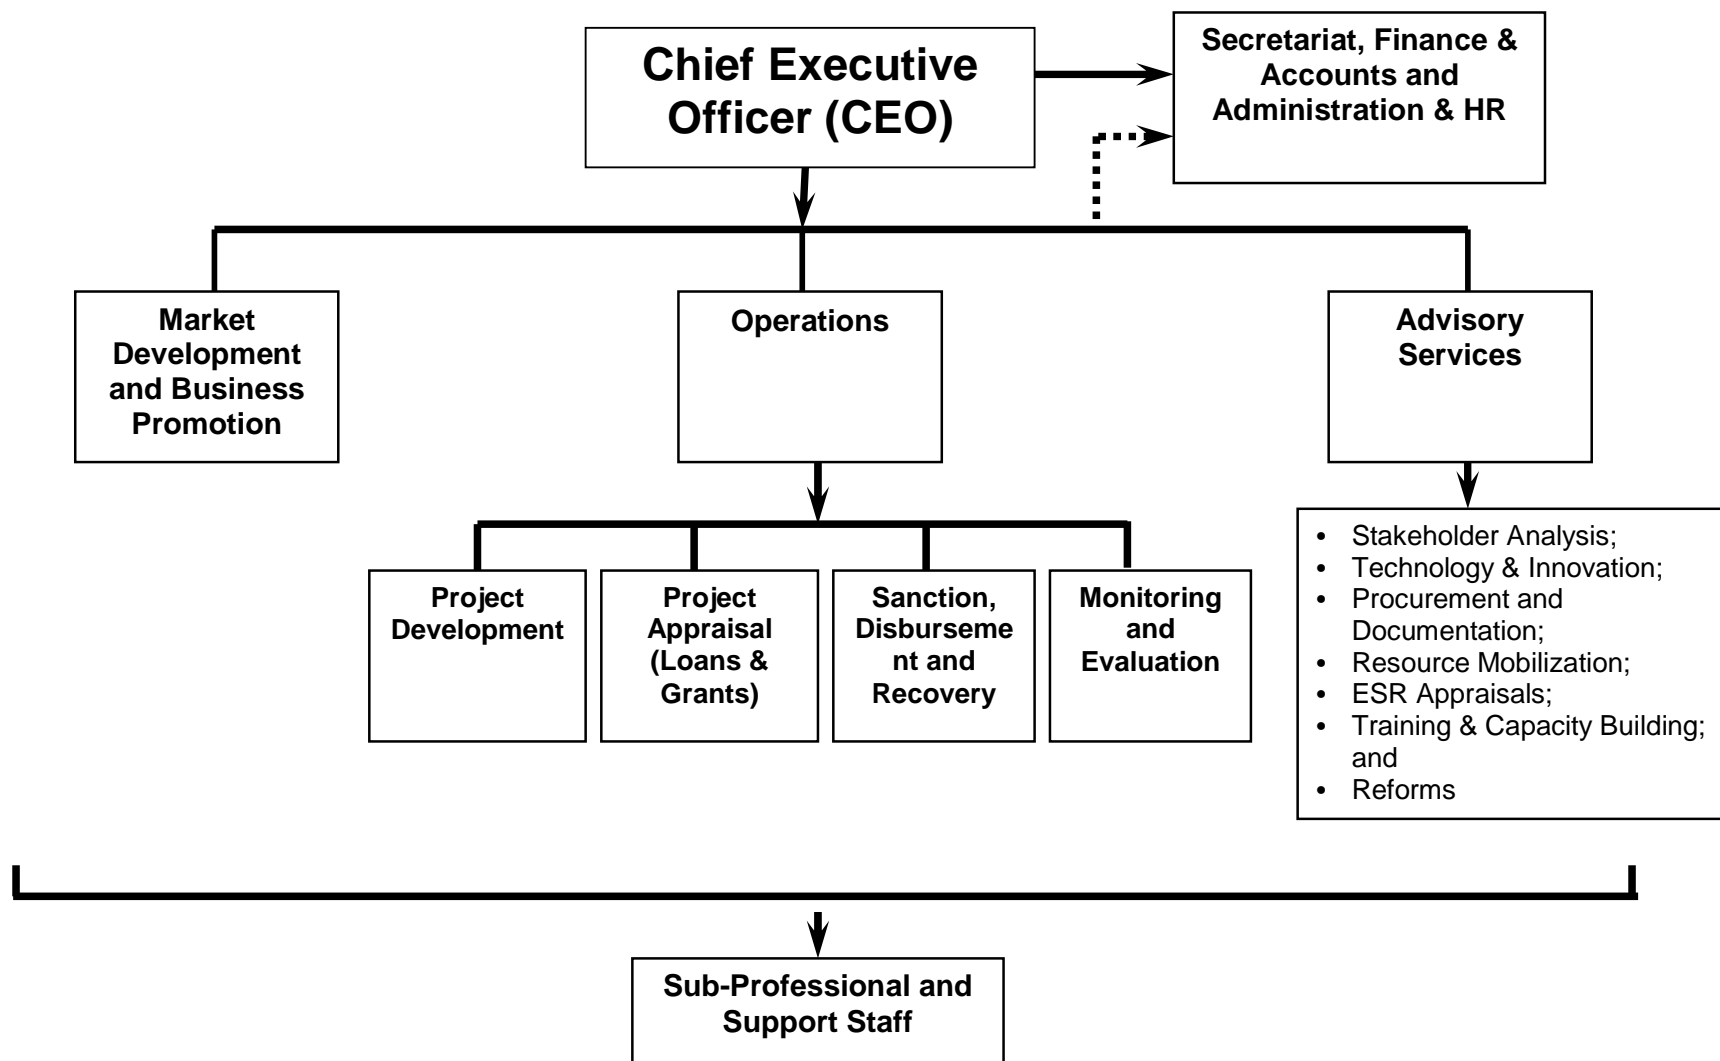 Chief Executive
Officer (CEO)
Secretariat, Finance &
Accounts and
Administration & HR
Market
Development
and Business
Promotion
Operations
Advisory
Services
Project
Development
Project
Appraisal
(Loans &
Grants)
Sanction,
Disburseme
nt and
Recovery
Monitoring
and
Evaluation
• Stakeholder Analysis;
• Technology & Innovation;
• Procurement and
Documentation;
• Resource Mobilization;
• ESR Appraisals;
• Training & Capacity Building;
and
• Reforms
Sub-Professional and
Support Staff